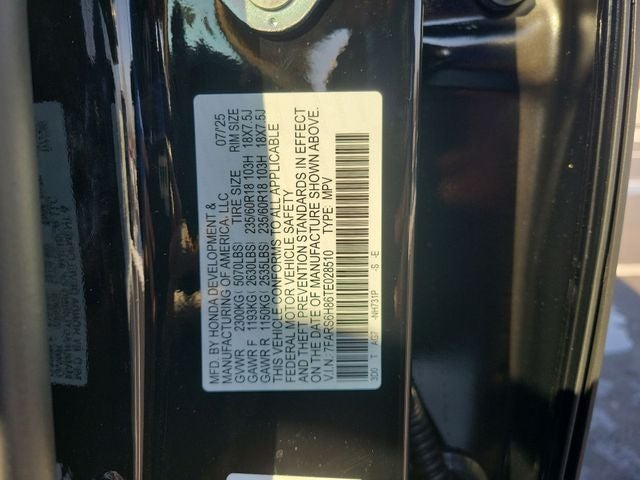 MFD. BY HONDA DEVELOPMENT & 07/'25
MANUFACTURING OF AMERICA, LLC. TIRE SIZE RIM SIZE
GVWR 2300KG( 5070LBS)
GAWR F 1193KG( 2630LBS) 235/60R18 103H 18X7.5J
GAWR R 1150KG( 2535LBS) 235/60R18 103H 18X7.5J
THIS VEHICLE CONFORMS TO ALL APPLICABLE
FEDERAL MOTOR VEHICLE SAFETY
AND THEFT PREVENTION STANDARDS IN EFFECT
ON THE DATE OF MANUFACTURE SHOWN ABOVE.
V.I.N. 7FARS6H86TE028510 TYPE: MPV
3D0 T AG7 -NH731P -S -E